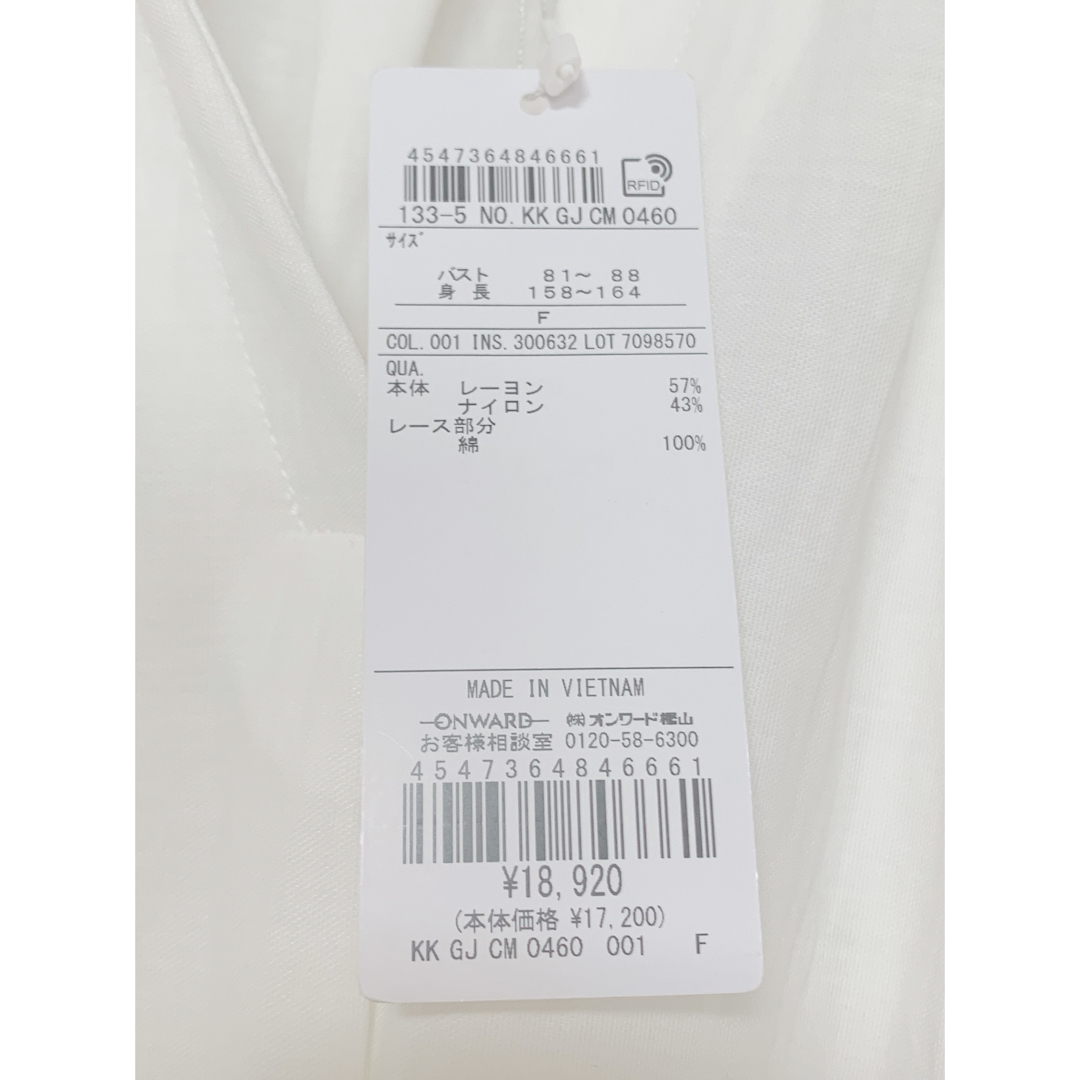 4547364846661
RFID
133-5 NO. KK GJ CM 0460
サイズ
バスト 81～ 88
身長 158～164
F
COL. 001 INS. 300632 LOT 7098570
QUA.
本体 レーヨン 57%
ナイロン 43%
レース部分
綿 100%
MADE IN VIETNAM
ONWARD ㈱オンワード樫山
お客様相談室 0120-58-6300
4547364846661
¥18,920
(本体価格 ¥17,200)
KK GJ CM 0460 001 F